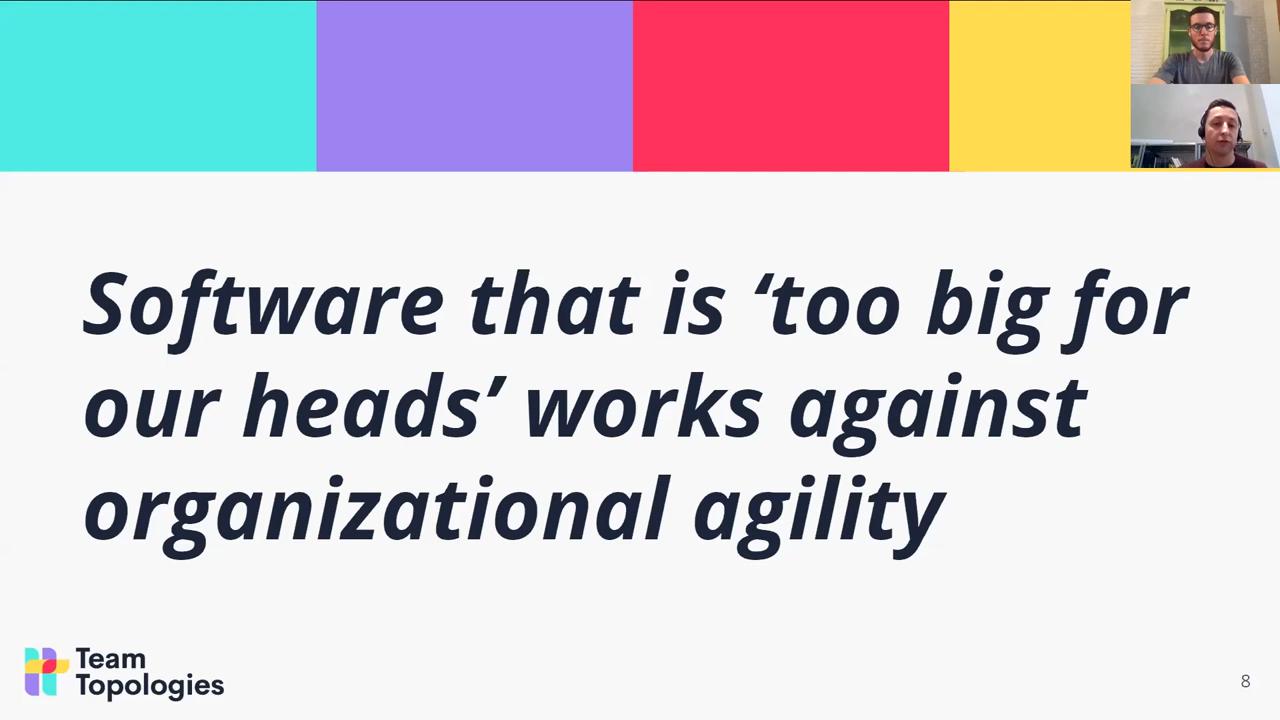 Software that is ‘too big for
our heads’ works against
organizational agility
Team
Topologies
8